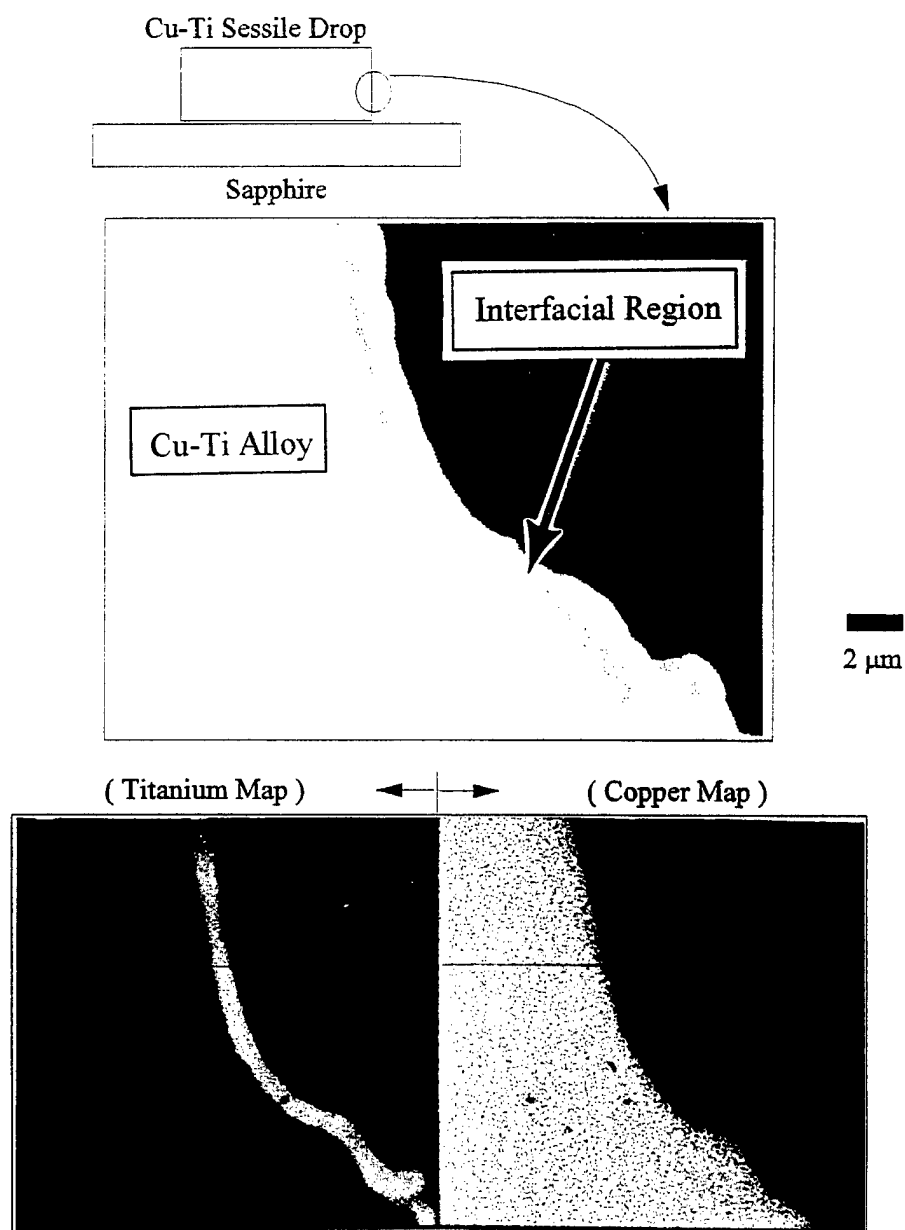 Cu-Ti Sessile Drop
Sapphire
Interfacial Region
Cu-Ti Alloy
2 μm
( Titanium Map )
( Copper Map )